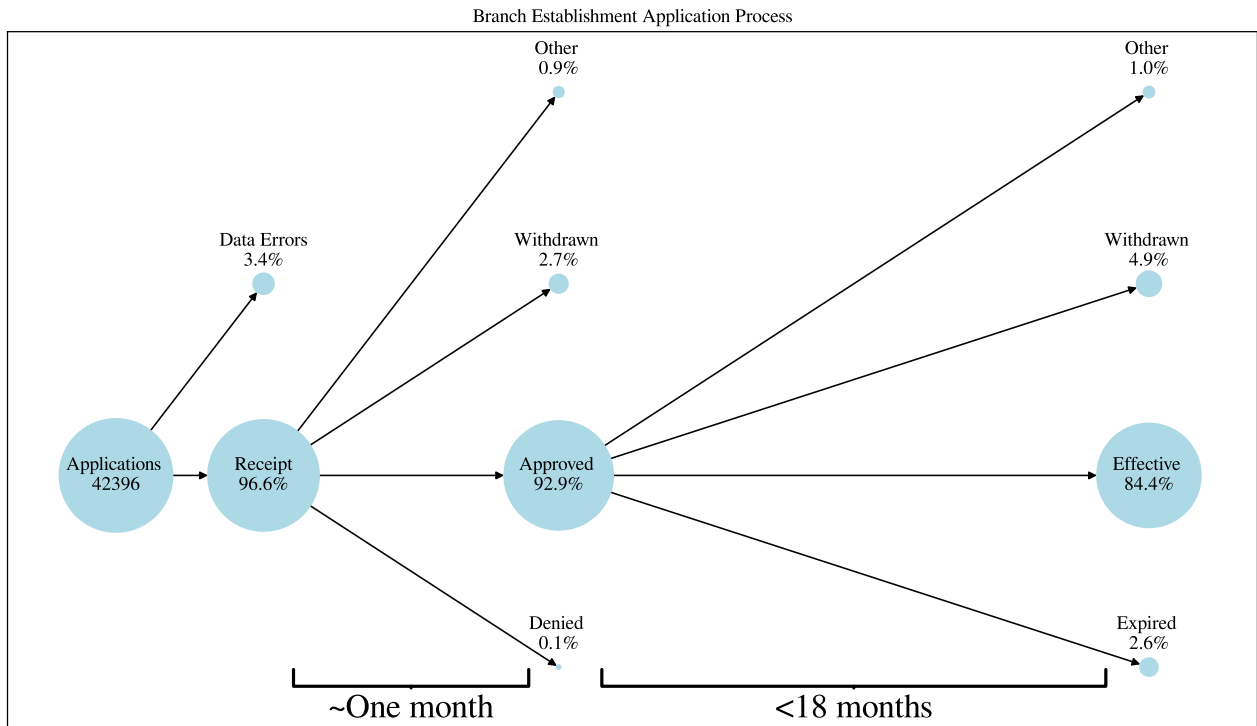 Branch Establishment Application Process
Other
0.9%
Other
1.0%
Data Errors
3.4%
Withdrawn
2.7%
Withdrawn
4.9%
Applications
42396
Receipt
96.6%
Approved
92.9%
Effective
84.4%
Denied
0.1%
Expired
2.6%
~One month
<18 months